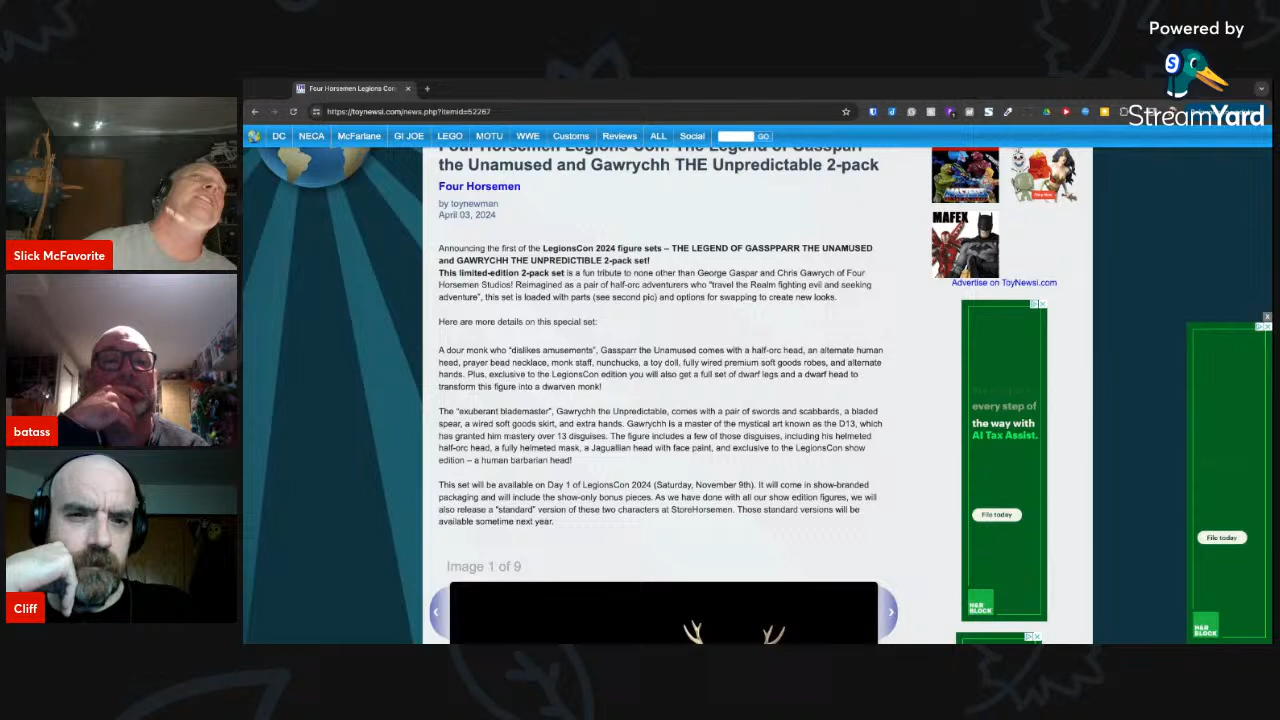 Powered by
StreamYard
Four Horsemen Legions Con
https://toynewsi.com/news.php?itemid=52267
DC NECA McFarlane GI JOE LEGO MOTU WWE Customs Reviews ALL Social GO
Four Horsemen Legions Con: The Legend of Gasspparr
the Unamused and Gawrychh THE Unpredictable 2-pack
Four Horsemen
by toynewman
April 03, 2024
Announcing the first of the LegionsCon 2024 figure sets – THE LEGEND OF GASSPPARR THE UNAMUSED
and GAWRYCHH THE UNPREDICTIBLE 2-pack set!
This limited-edition 2-pack set is a fun tribute to none other than George Gaspar and Chris Gawrych of Four
Horsemen Studios! Reimagined as a pair of half-orc adventurers who "travel the Realm fighting evil and seeking
adventure", this set is loaded with parts (see second pic) and options for swapping to create new looks.
Here are more details on this special set:
A dour monk who "dislikes amusements", Gassparr the Unamused comes with a half-orc head, an alternate human
head, prayer bead necklace, monk staff, nunchucks, a toy doll, fully wired premium soft goods robes, and alternate
hands. Plus, exclusive to the LegionsCon edition you will also get a full set of dwarf legs and a dwarf head to
transform this figure into a dwarven monk!
The "exuberant blademaster", Gawrychh the Unpredictable, comes with a pair of swords and scabbards, a bladed
spear, a wired soft goods skirt, and extra hands. Gawrychh is a master of the mystical art known as the D13, which
has granted him mastery over 13 disguises. The figure includes a few of those disguises, including his helmeted
half-orc head, a fully helmeted mask, a Jaguallian head with face paint, and exclusive to the LegionsCon show
edition – a human barbarian head!
This set will be available on Day 1 of LegionsCon 2024 (Saturday, November 9th). It will come in show-branded
packaging and will include the show-only bonus pieces. As we have done with all our show edition figures, we will
also release a "standard" version of these two characters at StoreHorsemen. Those standard versions will be
available sometime next year.
Image 1 of 9
MAFEX
Advertise on ToyNewsi.com
every step of
the way with
AI Tax Assist.
File today
H&R
BLOCK
File today
H&R
BLOCK
Slick McFavorite
batass
Cliff